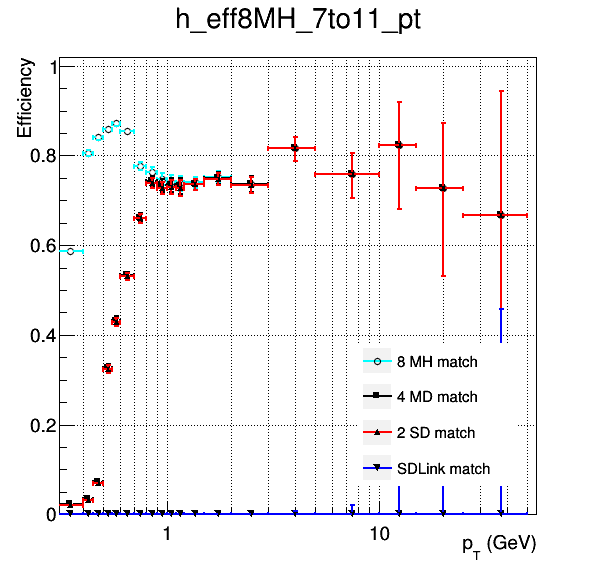 h_eff8MH_7to11_pt
Efficiency
1
0.8
0.6
0.4
0.2
0
8 MH match
4 MD match
2 SD match
SDLink match
1 10
pT (GeV)